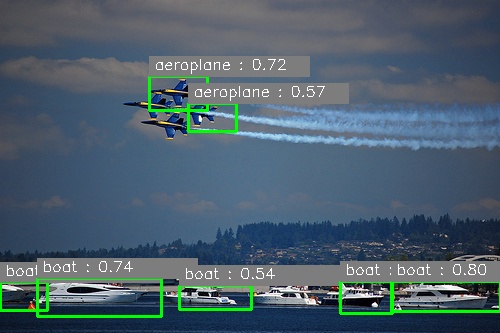 aeroplane : 0.72
aeroplane : 0.57
boat
boat : 0.74
boat : 0.54
boat :
boat : 0.80